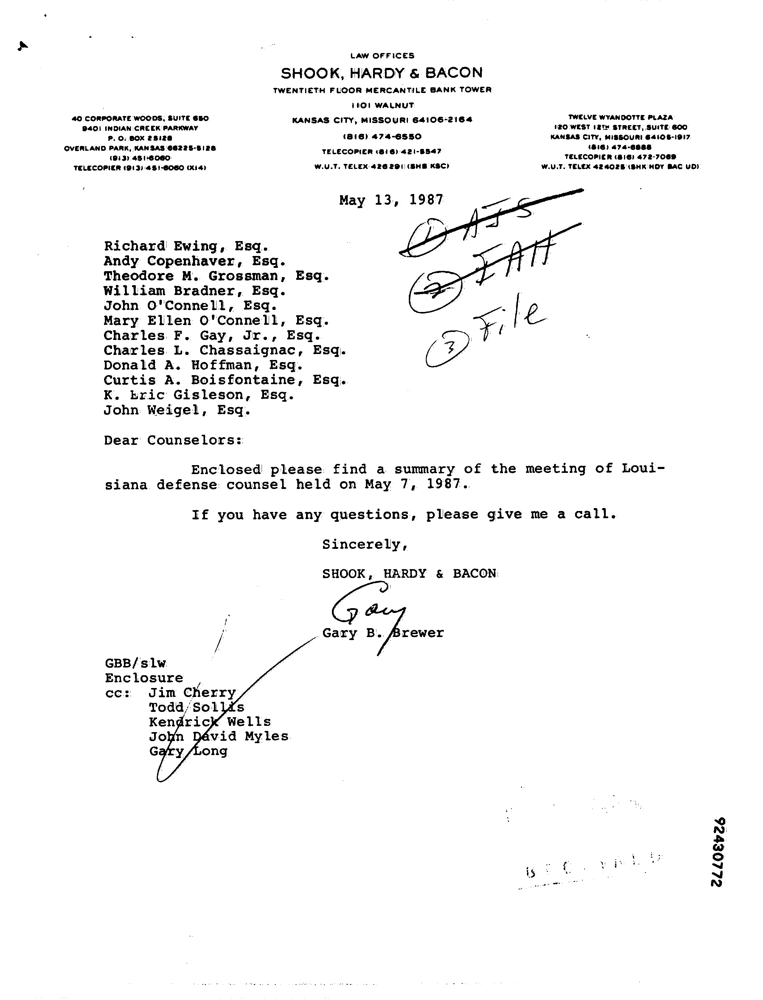 LAW OFFICES
SHOOK, HARDY & BACON
TWENTIETH FLOOR MERCANTILE BANK TOWER
1101 WALNUT
KANSAS CITY, MISSOURI 64106-2164
(816) 474-6550
TELECOPIER (816) 421-5547
W.U.T. TELEX 426291 (SHB KSC)
40 CORPORATE WOODS, SUITE 650
9401 INDIAN CREEK PARKWAY
P. O. BOX 25128
OVERLAND PARK, KANSAS 66225-5128
(913) 451-6060
TELECOPIER (913) 451-6060 (X14)
TWELVE WYANDOTTE PLAZA
120 WEST 12TH STREET, SUITE 600
KANSAS CITY, MISSOURI 64105-1917
(816) 474-8888
TELECOPIER (816) 472-7069
W.U.T. TELEX 424025 (SHK HDY BAC UD)
May 13, 1987
1 AJS
2 IAH
3 File
Richard Ewing, Esq.
Andy Copenhaver, Esq.
Theodore M. Grossman, Esq.
William Bradner, Esq.
John O'Connell, Esq.
Mary Ellen O'Connell, Esq.
Charles F. Gay, Jr., Esq.
Charles L. Chassaignac, Esq.
Donald A. Hoffman, Esq.
Curtis A. Boisfontaine, Esq.
K. Eric Gisleson, Esq.
John Weigel, Esq.
Dear Counselors:
Enclosed please find a summary of the meeting of Loui-
siana defense counsel held on May 7, 1987.
If you have any questions, please give me a call.
Sincerely,
SHOOK, HARDY & BACON
Gary
Gary B. Brewer
GBB/slw
Enclosure
cc: Jim Cherry
Todd Sollis
Kendrick Wells
John David Myles
Gary Long
92430772